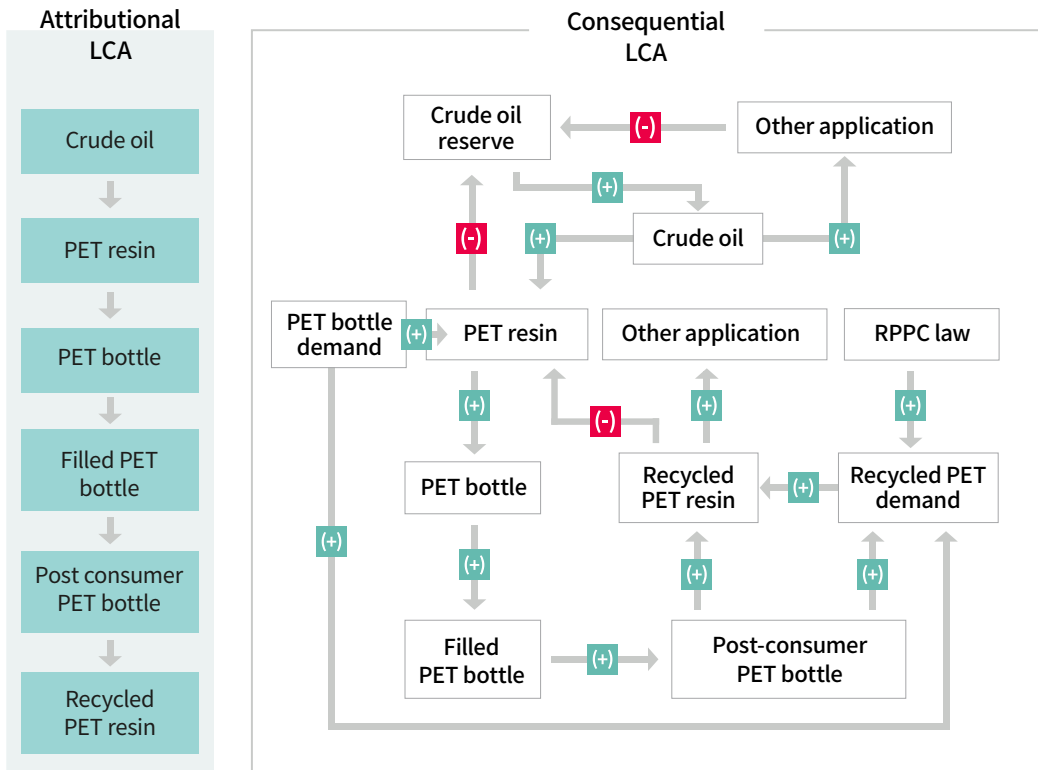 Attributional
LCA
Crude oil
PET resin
PET bottle
Filled PET
bottle
Post consumer
PET bottle
Recycled
PET resin
Consequential
LCA
Crude oil
reserve
(-)
Other application
(+)
(-)
(+)
Crude oil
(+)
PET bottle
demand
(+)
PET resin
Other application
RPPC law
(+)
(-)
(+)
(+)
PET bottle
Recycled
PET resin
(+)
Recycled PET
demand
(+)
(+)
(+)
(+)
Filled
PET bottle
(+)
Post-consumer
PET bottle